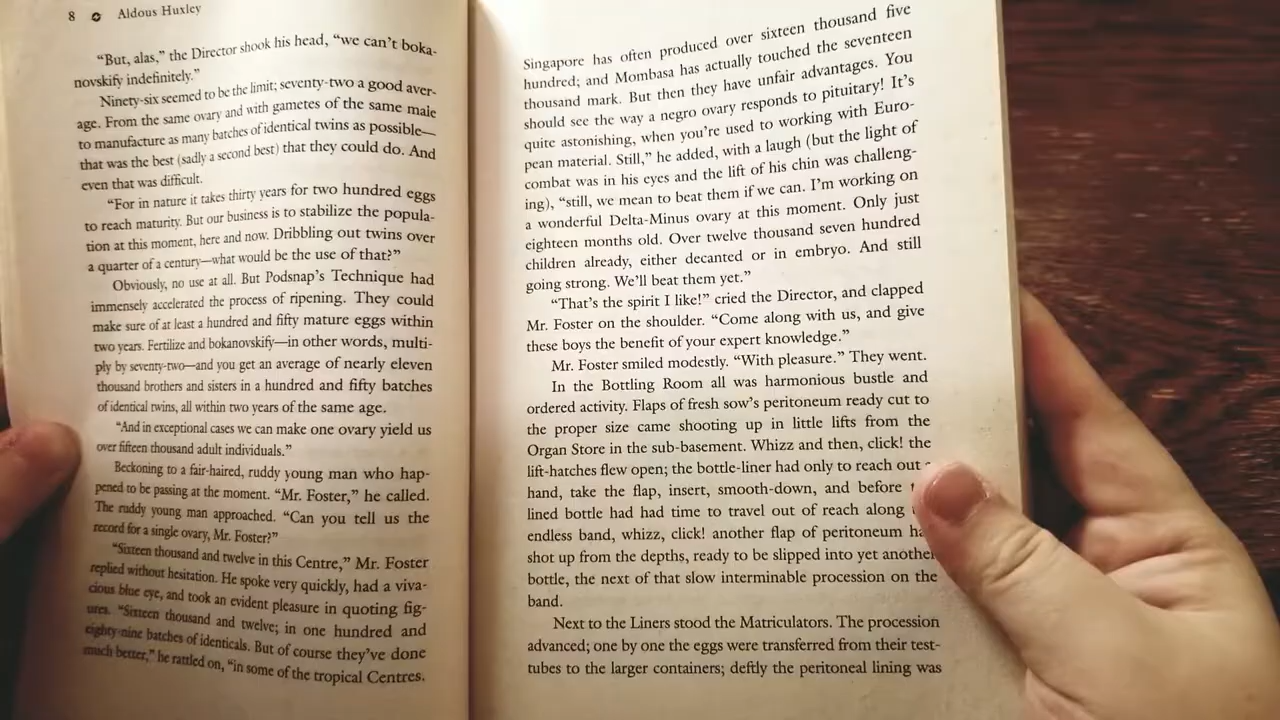 8 Aldous Huxley
“But, alas,” the Director shook his head, “we can’t boka-
novskify indefinitely.”
Ninety-six seemed to be the limit; seventy-two a good aver-
age. From the same ovary and with gametes of the same male
to manufacture as many batches of identical twins as possible—
that was the best (sadly a second best) that they could do. And
even that was difficult.
“For in nature it takes thirty years for two hundred eggs
to reach maturity. But our business is to stabilize the popula-
tion at this moment, here and now. Dribbling out twins over
a quarter of a century—what would be the use of that?”
Obviously, no use at all. But Podsnap’s Technique had
immensely accelerated the process of ripening. They could
make sure of at least a hundred and fifty mature eggs within
two years. Fertilize and bokanovskify—in other words, multi-
ply by seventy-two—and you get an average of nearly eleven
thousand brothers and sisters in a hundred and fifty batches
of identical twins, all within two years of the same age.
“And in exceptional cases we can make one ovary yield us
over fifteen thousand adult individuals.”
Beckoning to a fair-haired, ruddy young man who hap-
pened to be passing at the moment. “Mr. Foster,” he called.
The ruddy young man approached. “Can you tell us the
record for a single ovary, Mr. Foster?”
“Sixteen thousand and twelve in this Centre,” Mr. Foster
replied without hesitation. He spoke very quickly, had a viva-
cious blue eye, and took an evident pleasure in quoting fig-
ures. “Sixteen thousand and twelve; in one hundred and
eighty-nine batches of identicals. But of course they’ve done
much better,” he rattled on, “in some of the tropical Centres.
Singapore has often produced over sixteen thousand five
hundred; and Mombasa has actually touched the seventeen
thousand mark. But then they have unfair advantages. You
should see the way a negro ovary responds to pituitary! It’s
quite astonishing, when you’re used to working with Euro-
pean material. Still,” he added, with a laugh (but the light of
combat was in his eyes and the lift of his chin was challeng-
ing), “still, we mean to beat them if we can. I’m working on
a wonderful Delta-Minus ovary at this moment. Only just
eighteen months old. Over twelve thousand seven hundred
children already, either decanted or in embryo. And still
going strong. We’ll beat them yet.”
“That’s the spirit I like!” cried the Director, and clapped
Mr. Foster on the shoulder. “Come along with us, and give
these boys the benefit of your expert knowledge.”
Mr. Foster smiled modestly. “With pleasure.” They went.
In the Bottling Room all was harmonious bustle and
ordered activity. Flaps of fresh sow’s peritoneum ready cut to
the proper size came shooting up in little lifts from the
Organ Store in the sub-basement. Whizz and then, click! the
lift-hatches flew open; the bottle-liner had only to reach out
hand, take the flap, insert, smooth-down, and before
lined bottle had had time to travel out of reach along
endless band, whizz, click! another flap of peritoneum
shot up from the depths, ready to be slipped into yet another
bottle, the next of that slow interminable procession on the
band.
Next to the Liners stood the Matriculators. The procession
advanced; one by one the eggs were transferred from their test-
tubes to the larger containers; deftly the peritoneal lining was